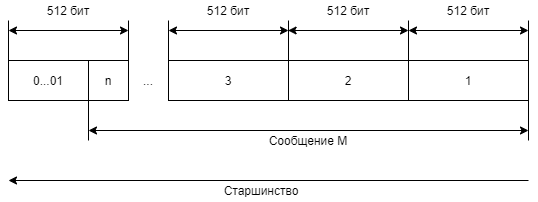 512 бит 512 бит 512 бит 512 бит
0...01 n ... 3 2 1
Сообщение M
Старшинство